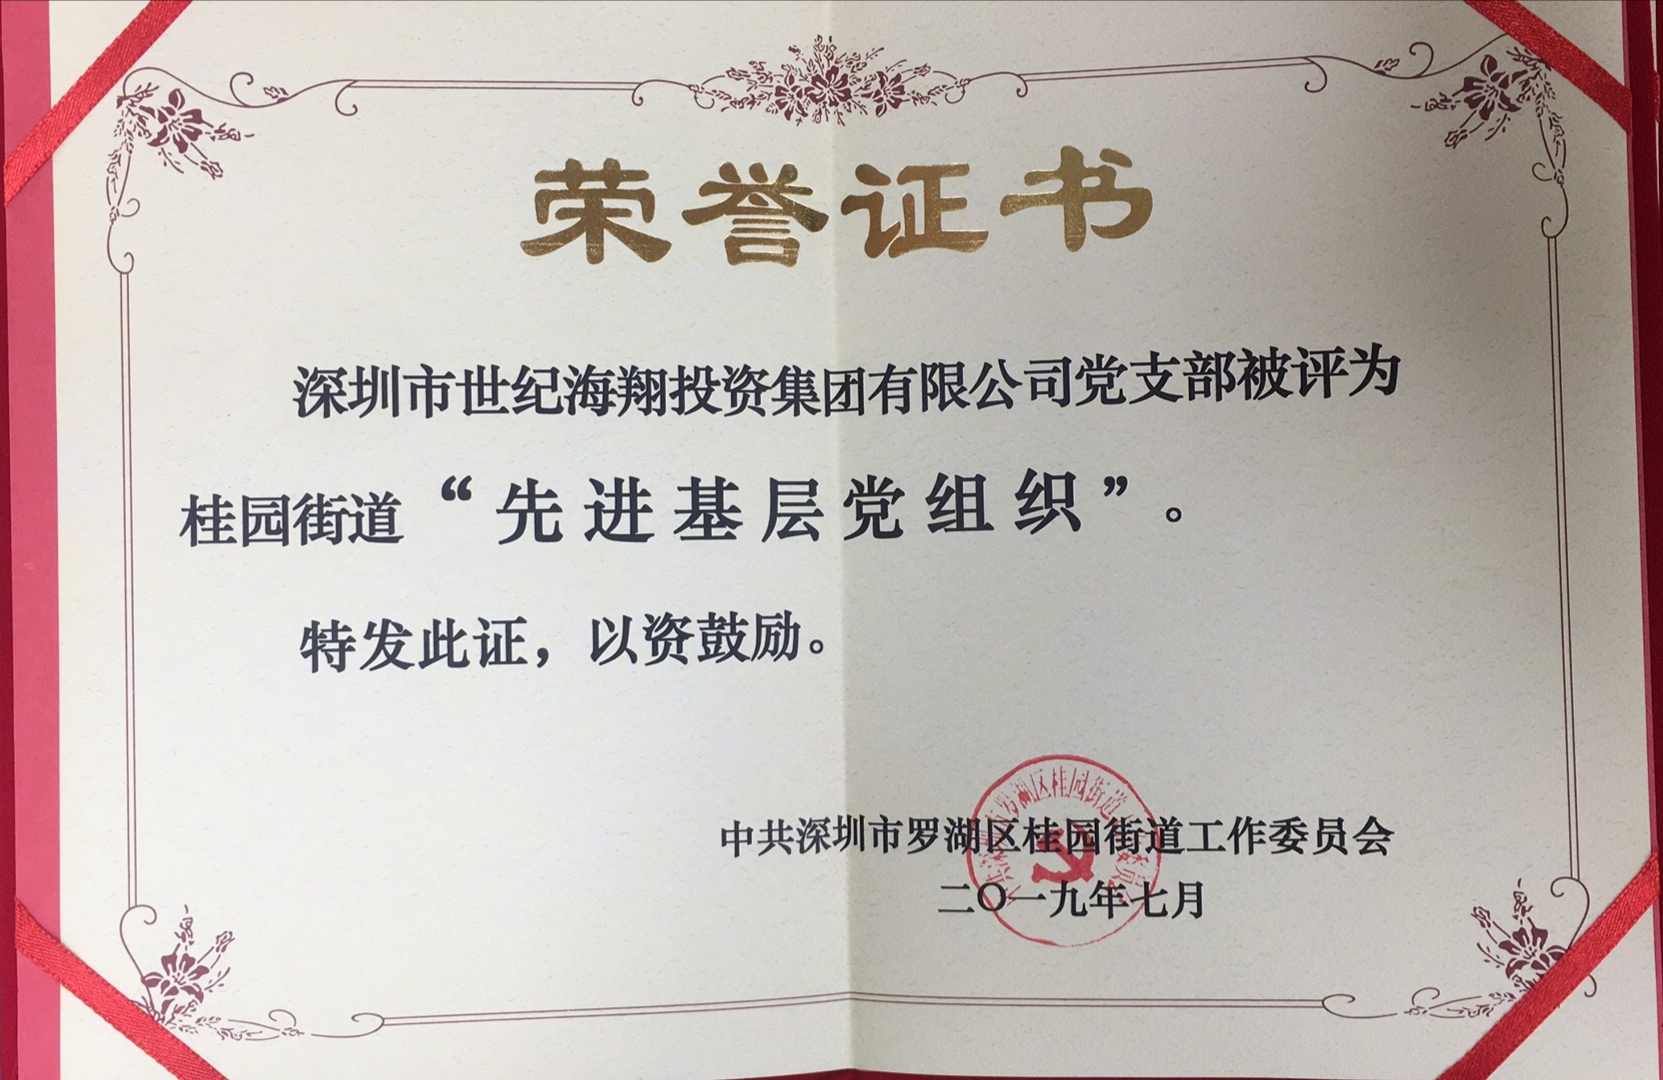 荣誉证书
深圳市世纪海翔投资集团有限公司党支部被评为
桂园街道“先进基层党组织”。
特发此证，以资鼓励。
中共深圳市罗湖区桂园街道工作委员会
二〇一九年七月